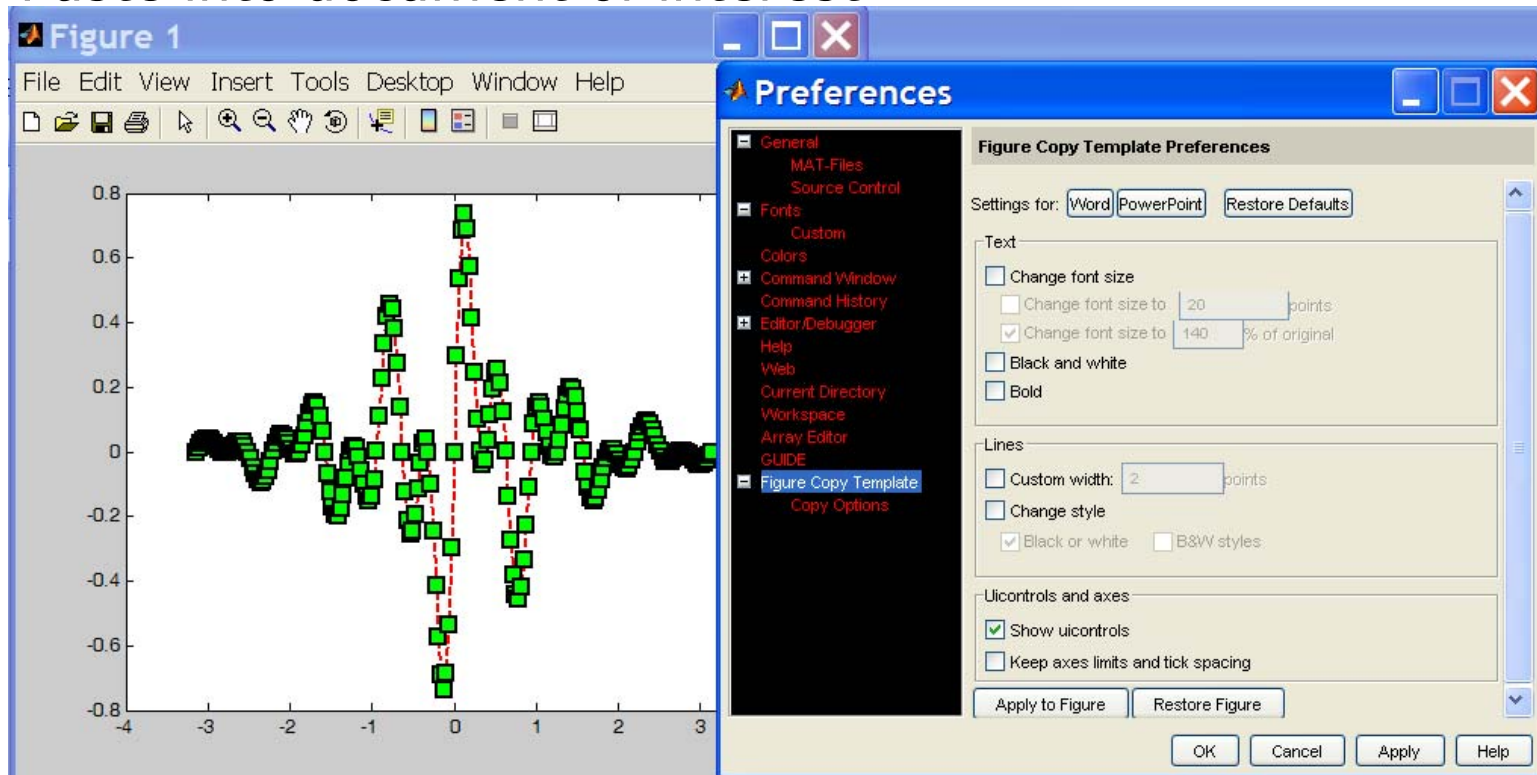 Figure 1
File Edit View Insert Tools Desktop Window Help
0.8
0.6
0.4
0.2
0
-0.2
-0.4
-0.6
-0.8
-4 -3 -2 -1 0 1 2 3
Preferences
General
MAT-Files
Source Control
Fonts
Custom
Colors
Command Window
Command History
Editor/Debugger
Help
Web
Current Directory
Workspace
Array Editor
GUIDE
Figure Copy Template
Copy Options
Figure Copy Template Preferences
Settings for: Word PowerPoint Restore Defaults
Text
Change font size
Change font size to 20 points
Change font size to 140 % of original
Black and white
Bold
Lines
Custom width: 2 points
Change style
Black or white B&W styles
Uicontrols and axes
Show uicontrols
Keep axes limits and tick spacing
Apply to Figure Restore Figure
OK Cancel Apply Help